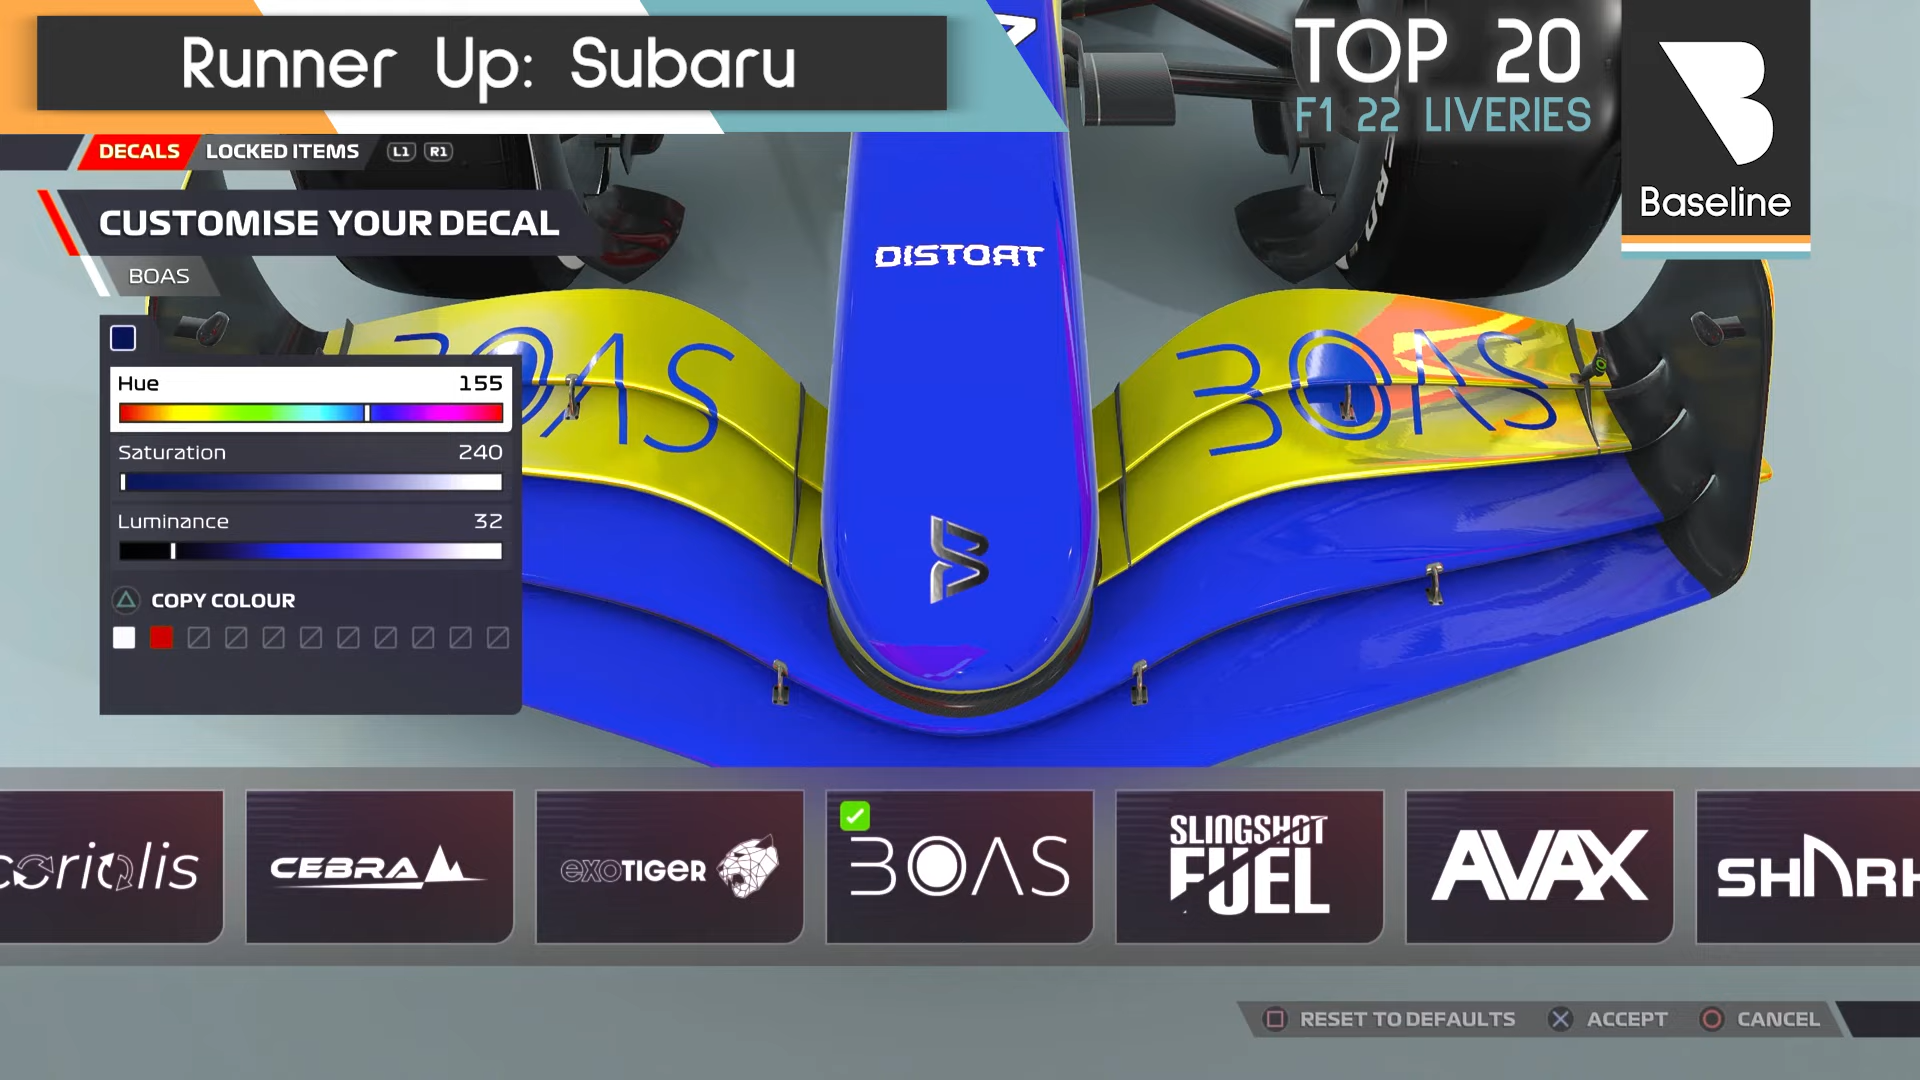 Runner Up: Subaru
TOP 20
F1 22 LIVERIES
Baseline
DECALS
LOCKED ITEMS
L1
R1
CUSTOMISE YOUR DECAL
BOAS
Hue 155
Saturation 240
Luminance 32
COPY COLOUR
DISTORT
BOAS
BOAS
coriolis
CEBRA
exoTIGER
BOAS
SLINGSHOT
FUEL
AVAX
SHARK
RESET TO DEFAULTS
ACCEPT
CANCEL